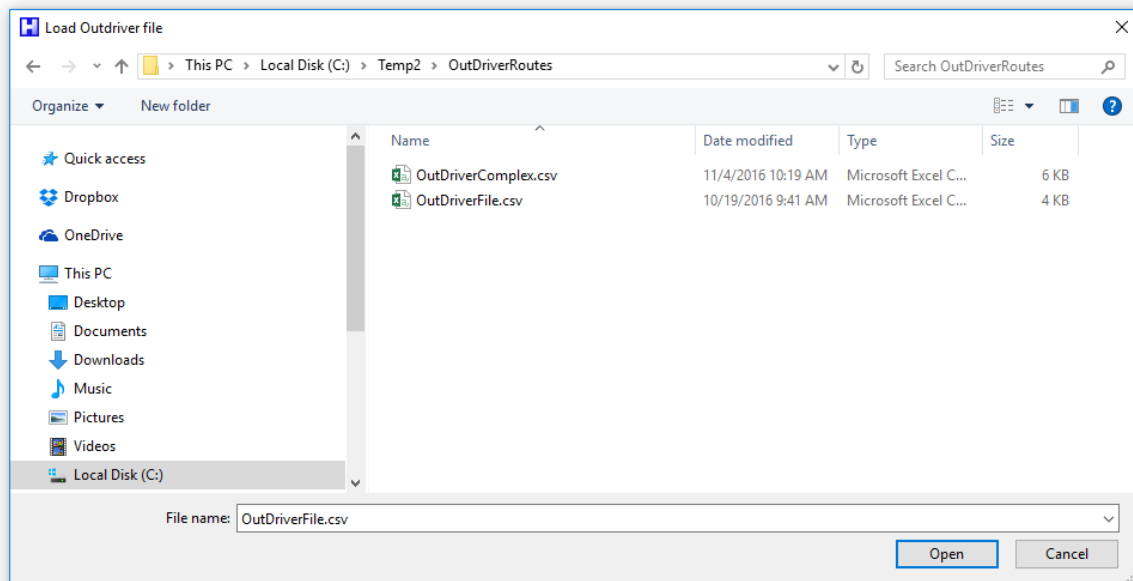 H Load Outdriver file
This PC > Local Disk (C:) > Temp2 > OutDriverRoutes
Search OutDriverRoutes
Organize
New folder
?
Quick access
Dropbox
OneDrive
This PC
Desktop
Documents
Downloads
Music
Pictures
Videos
Local Disk (C:)
Name Date modified Type Size
OutDriverComplex.csv 11/4/2016 10:19 AM Microsoft Excel C... 6 KB
OutDriverFile.csv 10/19/2016 9:41 AM Microsoft Excel C... 4 KB
File name: OutDriverFile.csv
Open Cancel